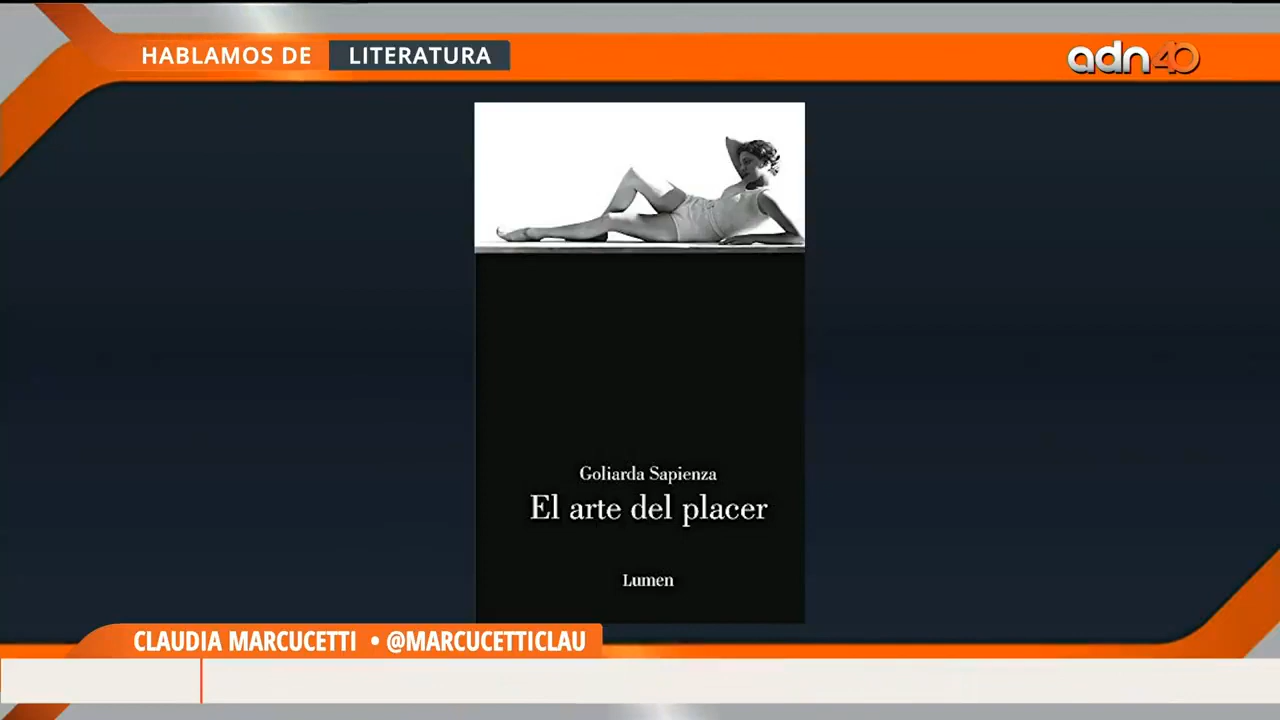 HABLAMOS DE LITERATURA
adn40
Goliarda Sapienza
El arte del placer
Lumen
CLAUDIA MARCUCETTI • @MARCUCETTICLAU